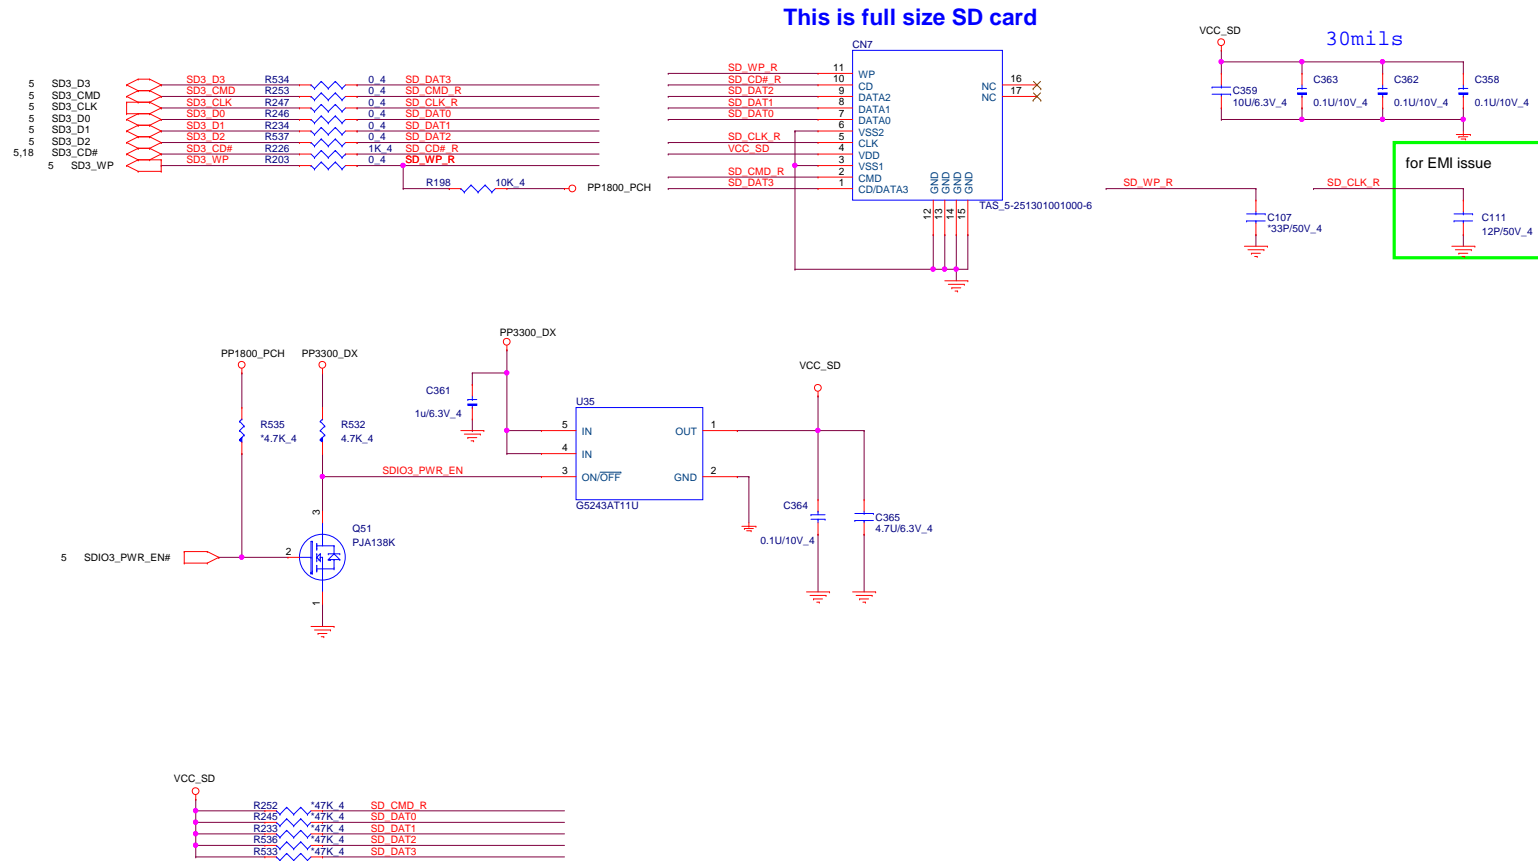 This is full size SD card
5 SD3_D3 SD3_D3 R534 0_4 SD_DAT3
5 SD3_CMD SD3_CMD R253 0_4 SD_CMD_R
5 SD3_CLK SD3_CLK R247 0_4 SD_CLK_R
5 SD3_D0 SD3_D0 R246 0_4 SD_DAT0
5 SD3_D1 SD3_D1 R234 0_4 SD_DAT1
5 SD3_D2 SD3_D2 R537 0_4 SD_DAT2
5,18 SD3_CD# SD3_CD# R226 1K_4 SD_CD#_R
5 SD3_WP SD3_WP R203 0_4 SD_WP_R
R198 10K_4 PP1800_PCH
CN7
SD_WP_R 11 WP
SD_CD#_R 10 CD
SD_DAT2 9 DATA2
SD_DAT1 8 DATA1
SD_DAT0 7 DATA0
6 VSS2
SD_CLK_R 5 CLK
VCC_SD 4 VDD
3 VSS1
SD_CMD_R 2 CMD
SD_DAT3 1 CD/DATA3
NC 16
NC 17
GND GND GND GND
12 13 14 15
TAS_5-251301001000-6
VCC_SD
30mils
C359
10U/6.3V_4
C363
0.1U/10V_4
C362
0.1U/10V_4
C358
0.1U/10V_4
for EMI issue
SD_WP_R
C107
*33P/50V_4
SD_CLK_R
C111
12P/50V_4
PP1800_PCH
PP3300_DX
R535
*4.7K_4
R532
4.7K_4
SDIO3_PWR_EN
3
Q51
PJA138K
5 SDIO3_PWR_EN# 2
1
PP3300_DX
C361
1u/6.3V_4
U35
5 IN
4 IN
3 ON/OFF
OUT 1
GND 2
G5243AT11U
VCC_SD
C364
0.1U/10V_4
C365
4.7U/6.3V_4
VCC_SD
R252 *47K_4 SD_CMD_R
R245 *47K_4 SD_DAT0
R233 *47K_4 SD_DAT1
R536 *47K_4 SD_DAT2
R533 *47K_4 SD_DAT3